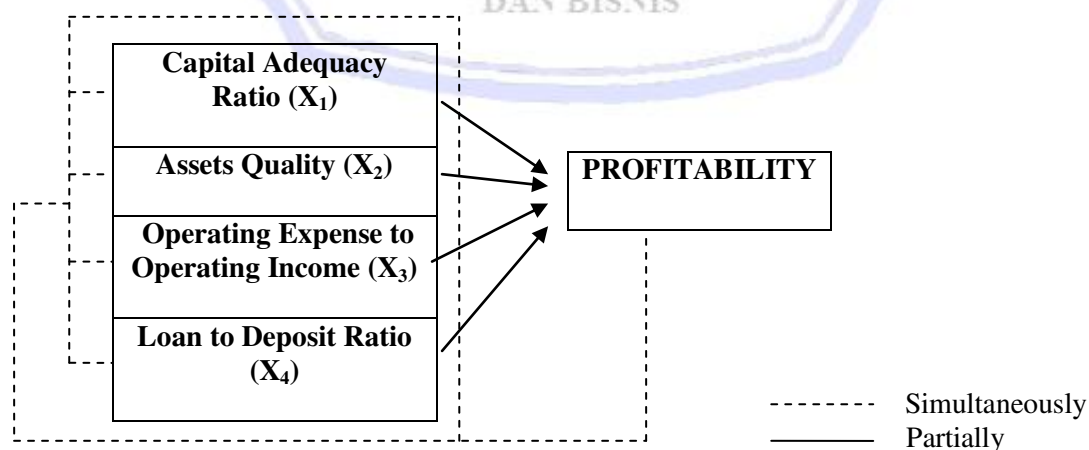 DAN BISNIS
Capital Adequacy
Ratio (X₁)
Assets Quality (X₂)
Operating Expense to
Operating Income (X₃)
Loan to Deposit Ratio
(X₄)
PROFITABILITY
Simultaneously
Partially